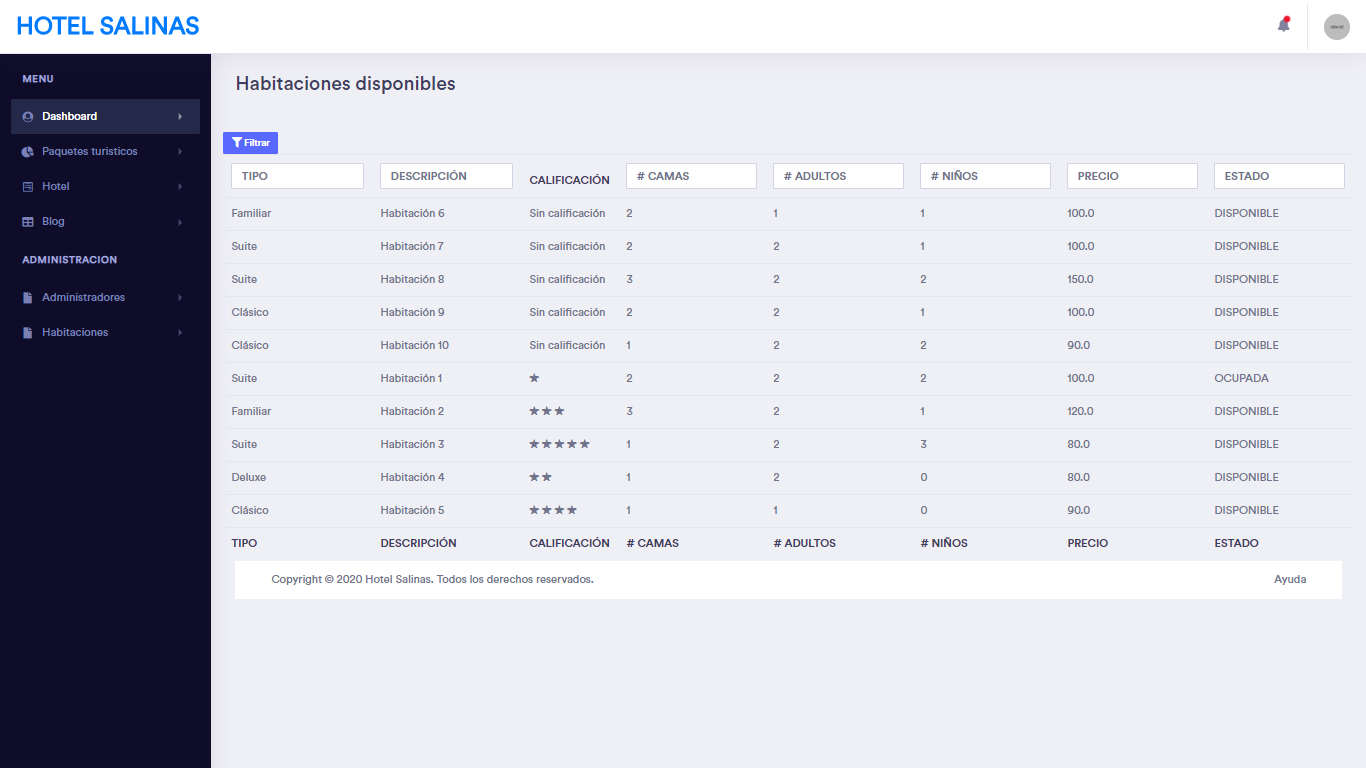 HOTEL SALINAS
MENU
Dashboard
Paquetes turisticos
Hotel
Blog
ADMINISTRACION
Administradores
Habitaciones
Habitaciones disponibles
Filtrar
TIPO DESCRIPCIÓN CALIFICACIÓN # CAMAS # ADULTOS # NIÑOS PRECIO ESTADO
Familiar Habitación 6 Sin calificación 2 1 1 100.0 DISPONIBLE
Suite Habitación 7 Sin calificación 2 2 1 100.0 DISPONIBLE
Suite Habitación 8 Sin calificación 3 2 2 150.0 DISPONIBLE
Clásico Habitación 9 Sin calificación 2 2 1 100.0 DISPONIBLE
Clásico Habitación 10 Sin calificación 1 2 2 90.0 DISPONIBLE
Suite Habitación 1 ★ 2 2 2 100.0 OCUPADA
Familiar Habitación 2 ★★★ 3 2 1 120.0 DISPONIBLE
Suite Habitación 3 ★★★★★ 1 2 3 80.0 DISPONIBLE
Deluxe Habitación 4 ★★ 1 2 0 80.0 DISPONIBLE
Clásico Habitación 5 ★★★★ 1 1 0 90.0 DISPONIBLE
TIPO DESCRIPCIÓN CALIFICACIÓN # CAMAS # ADULTOS # NIÑOS PRECIO ESTADO
Copyright © 2020 Hotel Salinas. Todos los derechos reservados. Ayuda